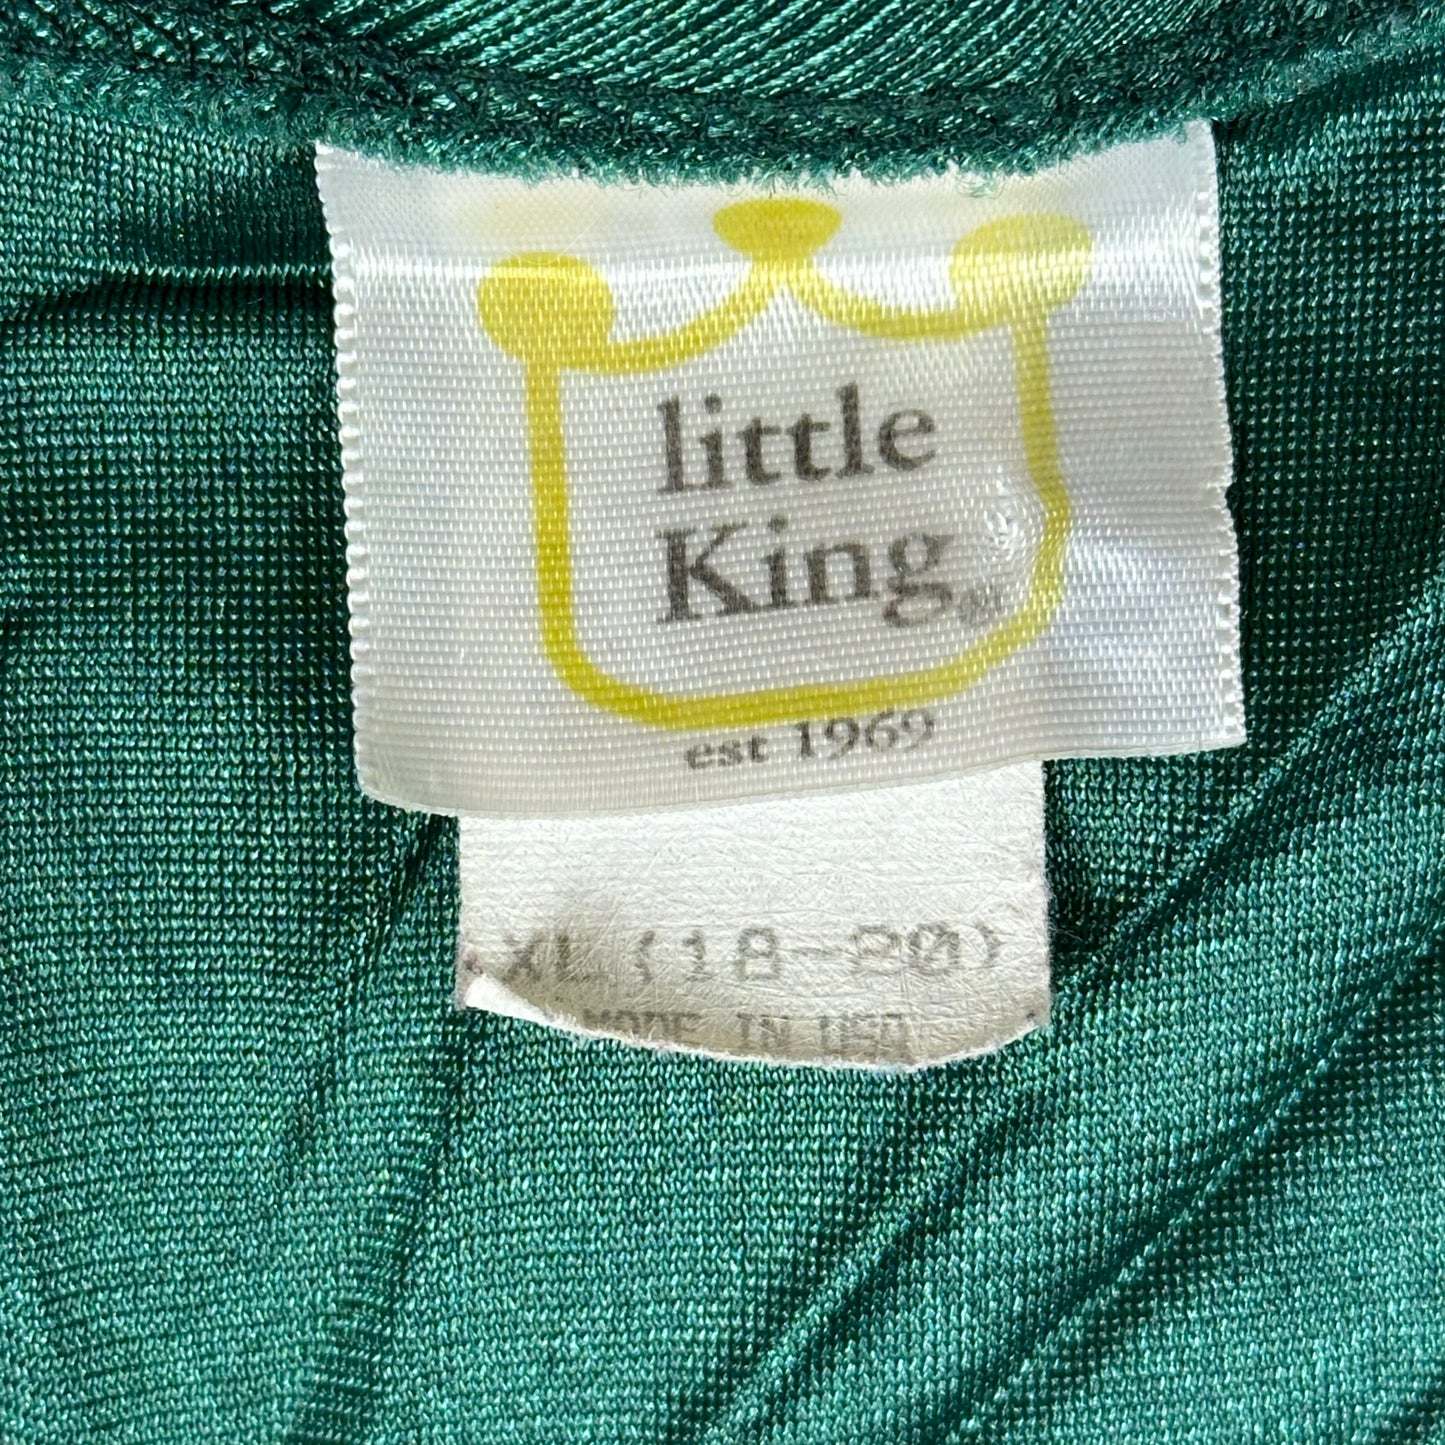 little
King®
est 1969
XL (18-20)
MADE IN USA